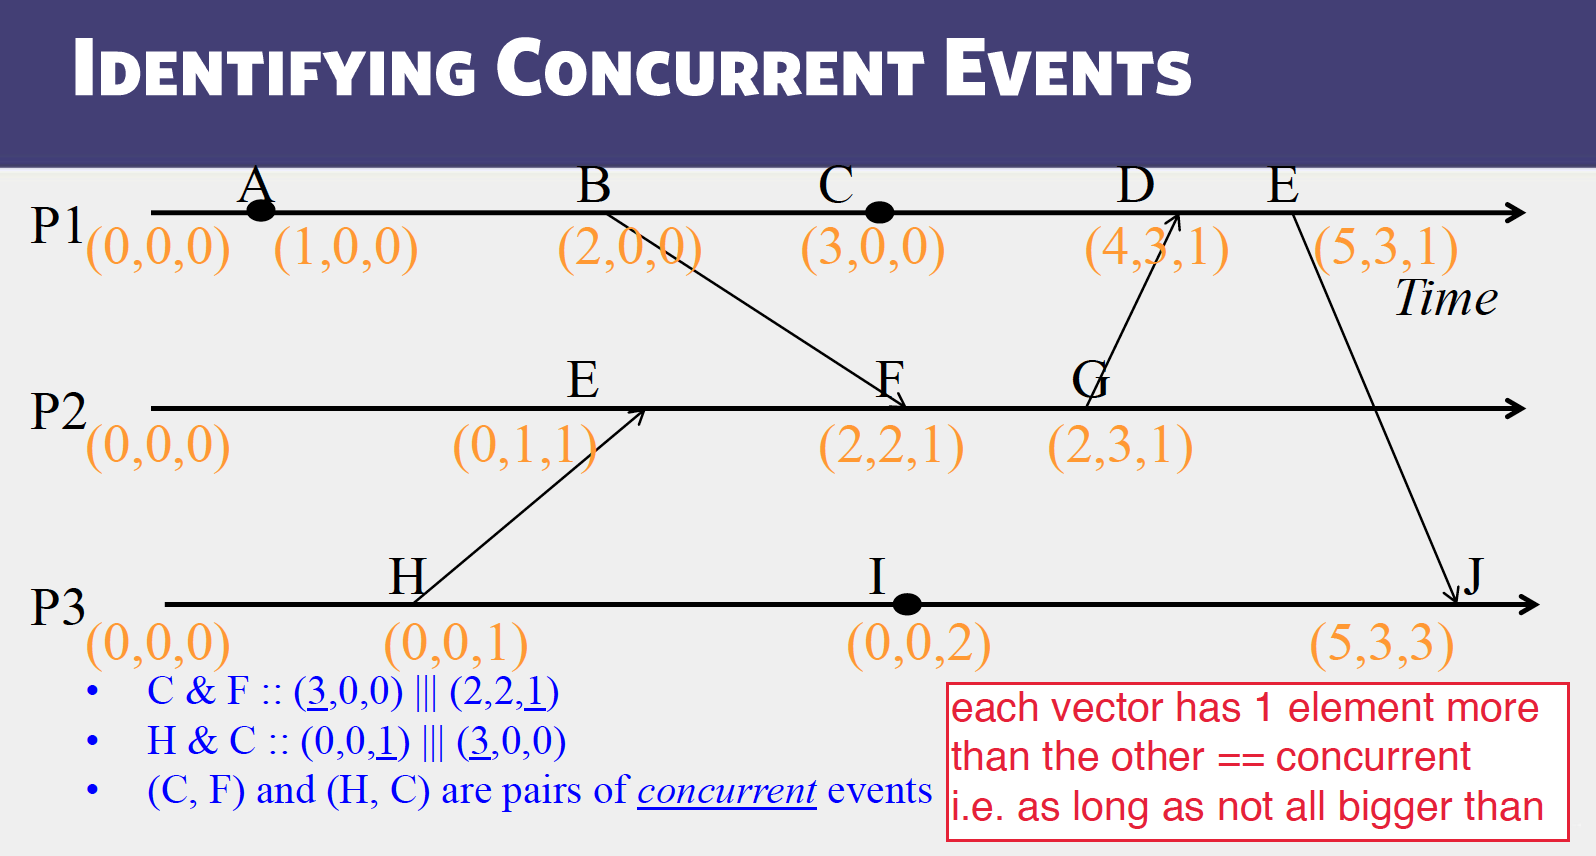 IDENTIFYING CONCURRENT EVENTS
A B C D E
P1 (0,0,0) (1,0,0) (2,0,0) (3,0,0) (4,3,1) (5,3,1)
Time
E F G
P2 (0,0,0) (0,1,1) (2,2,1) (2,3,1)
H I J
P3 (0,0,0) (0,0,1) (0,0,2) (5,3,3)
• C & F :: (3,0,0) ||| (2,2,1)
• H & C :: (0,0,1) ||| (3,0,0)
• (C, F) and (H, C) are pairs of concurrent events
each vector has 1 element more
than the other == concurrent
i.e. as long as not all bigger than